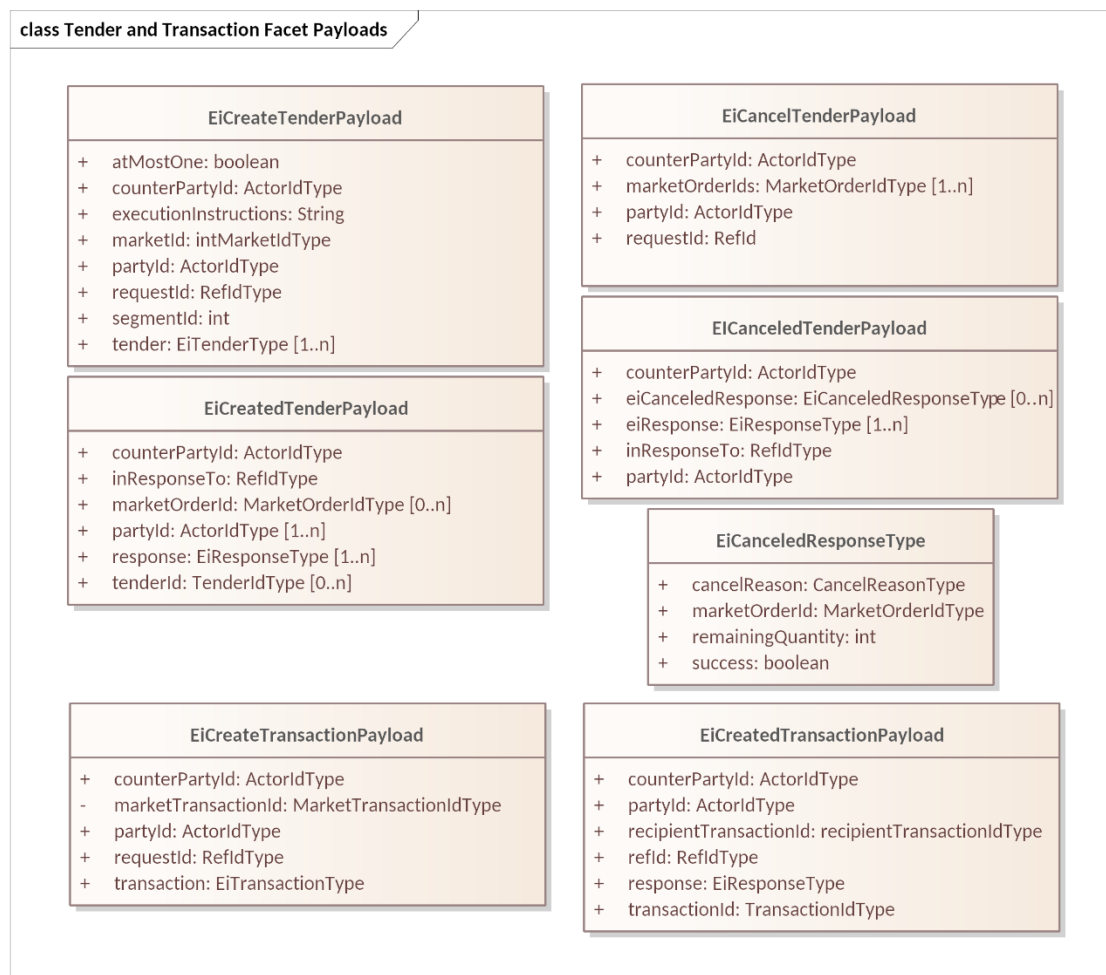 class Tender and Transaction Facet Payloads
EiCreateTenderPayload
+ atMostOne: boolean
+ counterPartyId: ActorIdType
+ executionInstructions: String
+ marketId: intMarketIdType
+ partyId: ActorIdType
+ requestId: RefIdType
+ segmentId: int
+ tender: EiTenderType [1..n]
EiCancelTenderPayload
+ counterPartyId: ActorIdType
+ marketOrderIds: MarketOrderIdType [1..n]
+ partyId: ActorIdType
+ requestId: RefId
EiCreatedTenderPayload
+ counterPartyId: ActorIdType
+ inResponseTo: RefIdType
+ marketOrderId: MarketOrderIdType [0..n]
+ partyId: ActorIdType [1..n]
+ response: EiResponseType [1..n]
+ tenderId: TenderIdType [0..n]
EICanceledTenderPayload
+ counterPartyId: ActorIdType
+ eiCanceledResponse: EiCanceledResponseType [0..n]
+ eiResponse: EiResponseType [1..n]
+ inResponseTo: RefIdType
+ partyId: ActorIdType
EiCanceledResponseType
+ cancelReason: CancelReasonType
+ marketOrderId: MarketOrderIdType
+ remainingQuantity: int
+ success: boolean
EiCreateTransactionPayload
+ counterPartyId: ActorIdType
- marketTransactionId: MarketTransactionIdType
+ partyId: ActorIdType
+ requestId: RefIdType
+ transaction: EiTransactionType
EiCreatedTransactionPayload
+ counterPartyId: ActorIdType
+ partyId: ActorIdType
+ recipientTransactionId: recipientTransactionIdType
+ refId: RefIdType
+ response: EiResponseType
+ transactionId: TransactionIdType